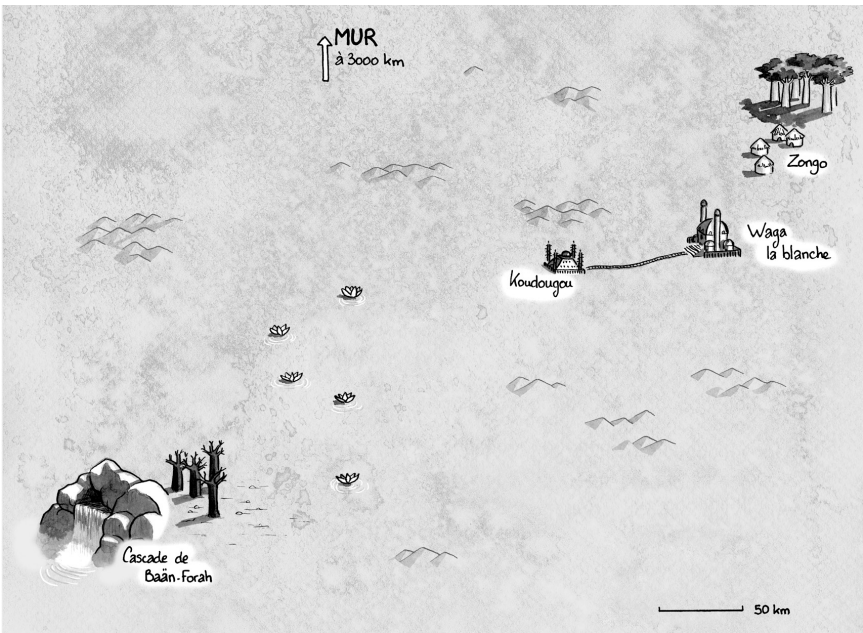 MUR
à 3000 km
Zongo
Waga
la blanche
Koudougou
Cascade de
Baän-Forah
50 km